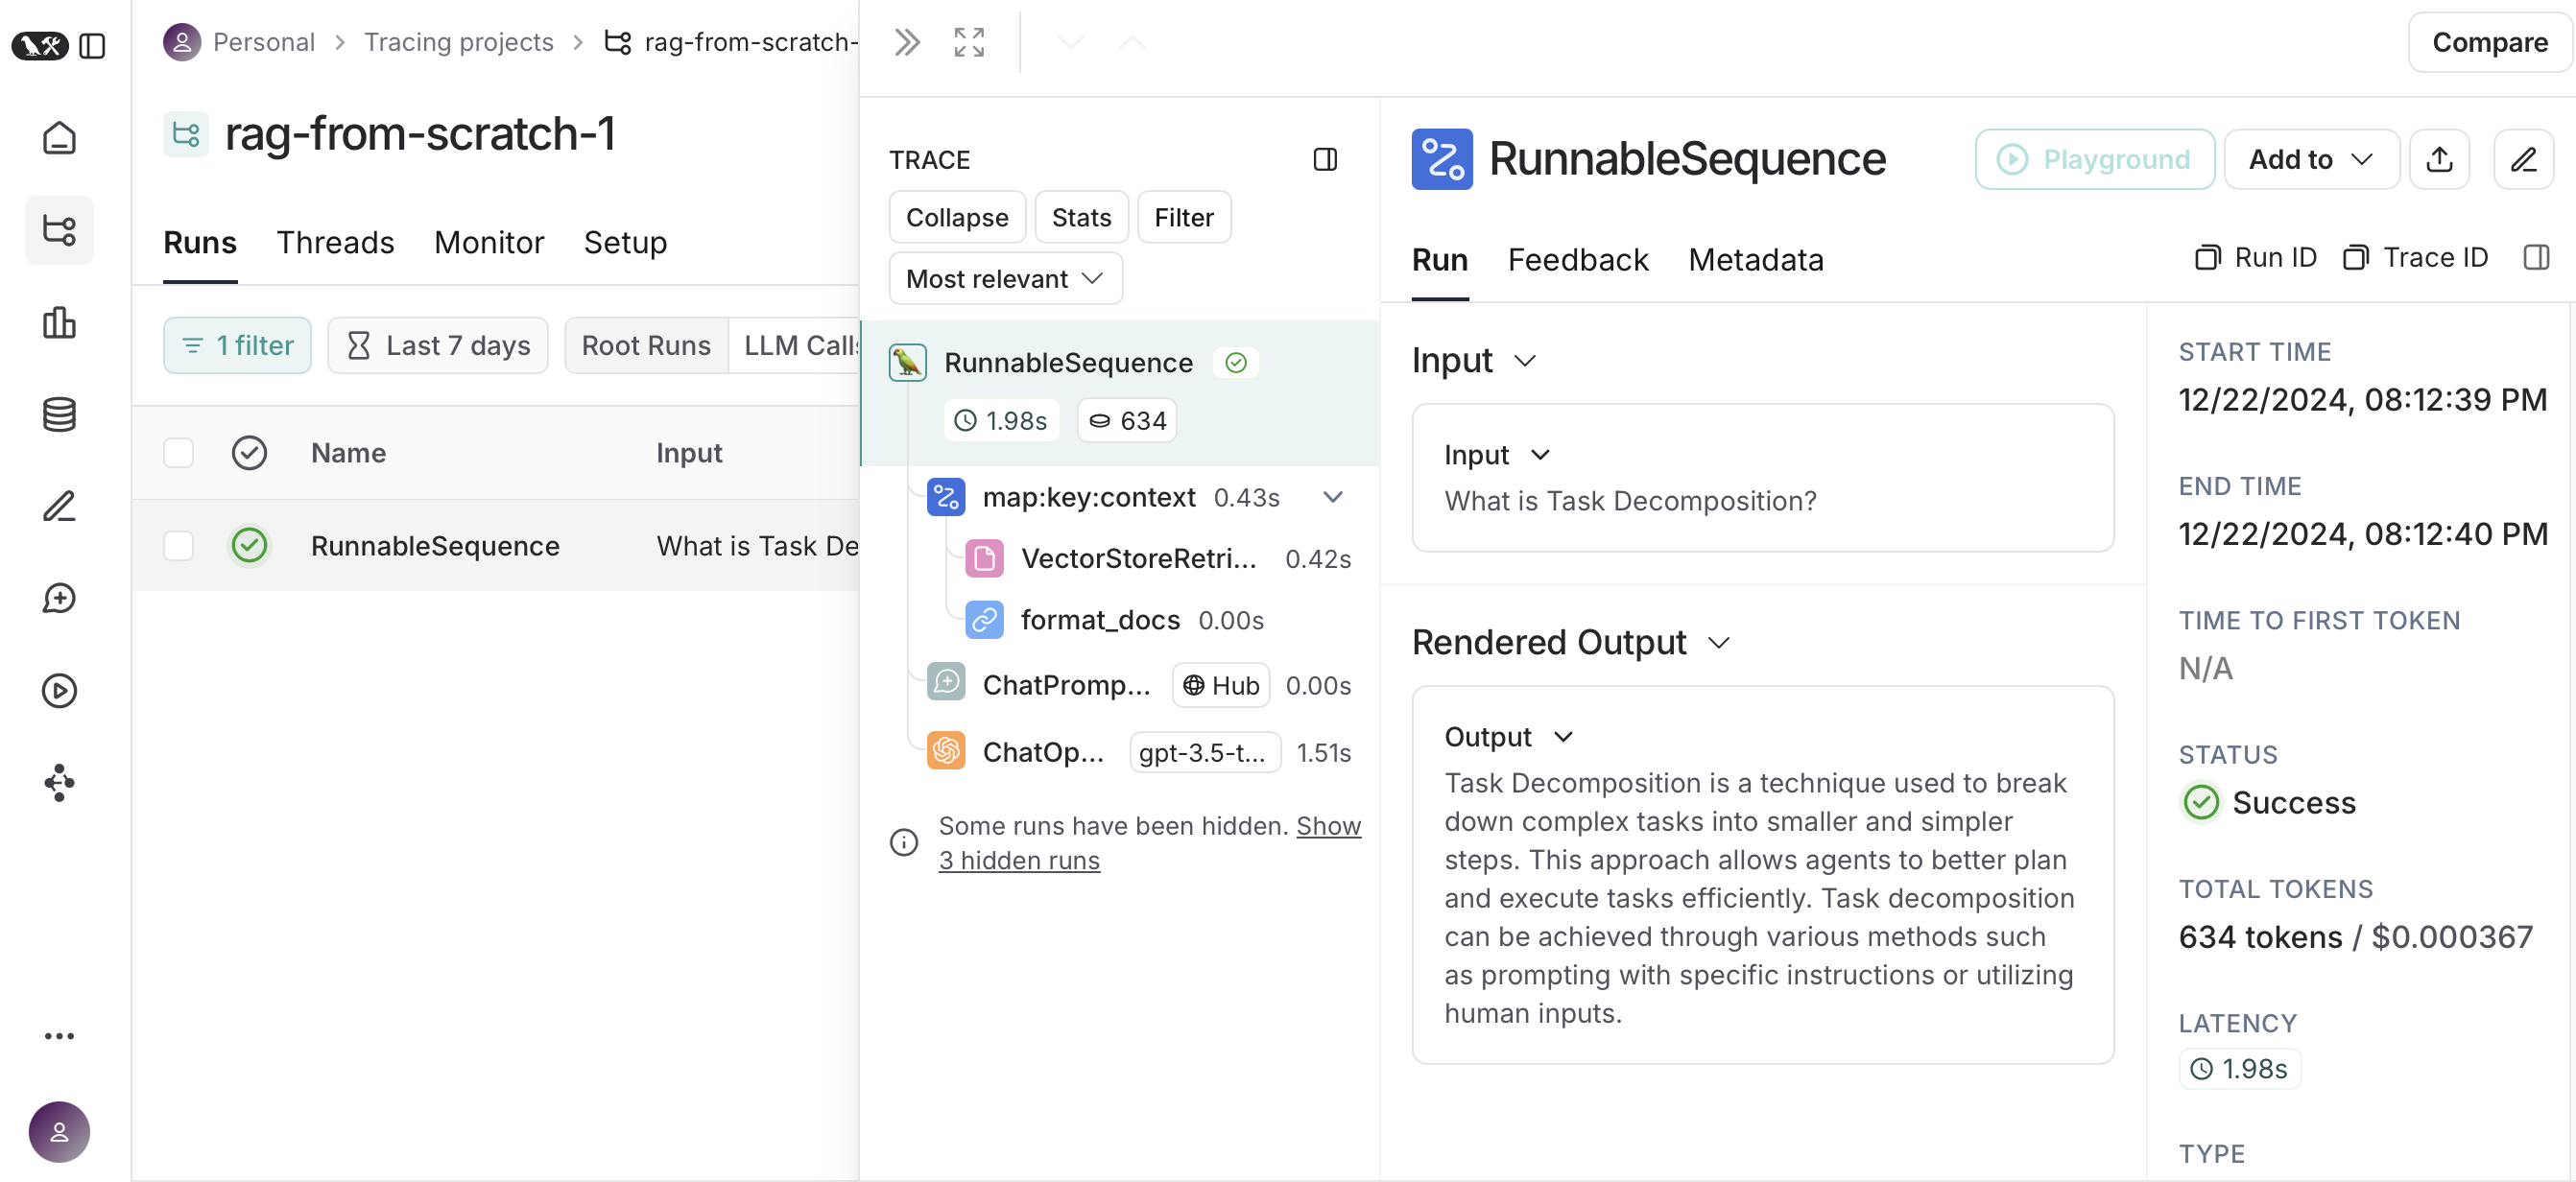 Personal > Tracing projects > rag-from-scratch-
Compare
rag-from-scratch-1
Runs Threads Monitor Setup
1 filter Last 7 days Root Runs LLM Calls
Name Input
RunnableSequence What is Task De
TRACE
Collapse Stats Filter
Most relevant
RunnableSequence
1.98s 634
map:key:context 0.43s
VectorStoreRetri... 0.42s
format_docs 0.00s
ChatPromp... Hub 0.00s
ChatOp... gpt-3.5-t... 1.51s
Some runs have been hidden. Show
3 hidden runs
RunnableSequence Playground Add to
Run Feedback Metadata Run ID Trace ID
Input
Input
What is Task Decomposition?
Rendered Output
Output
Task Decomposition is a technique used to break
down complex tasks into smaller and simpler
steps. This approach allows agents to better plan
and execute tasks efficiently. Task decomposition
can be achieved through various methods such
as prompting with specific instructions or utilizing
human inputs.
START TIME
12/22/2024, 08:12:39 PM
END TIME
12/22/2024, 08:12:40 PM
TIME TO FIRST TOKEN
N/A
STATUS
Success
TOTAL TOKENS
634 tokens / $0.000367
LATENCY
1.98s
TYPE